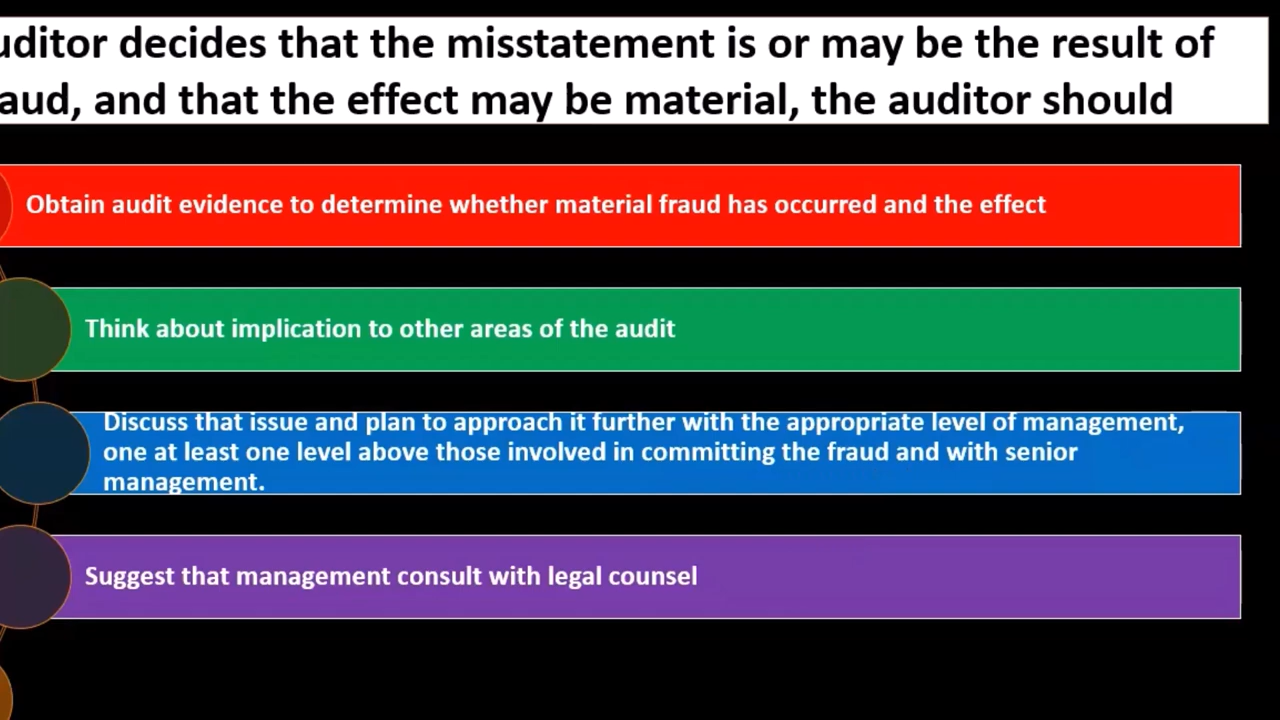 uditor decides that the misstatement is or may be the result of
aud, and that the effect may be material, the auditor should
Obtain audit evidence to determine whether material fraud has occurred and the effect
Think about implication to other areas of the audit
Discuss that issue and plan to approach it further with the appropriate level of management,
one at least one level above those involved in committing the fraud and with senior
management.
Suggest that management consult with legal counsel